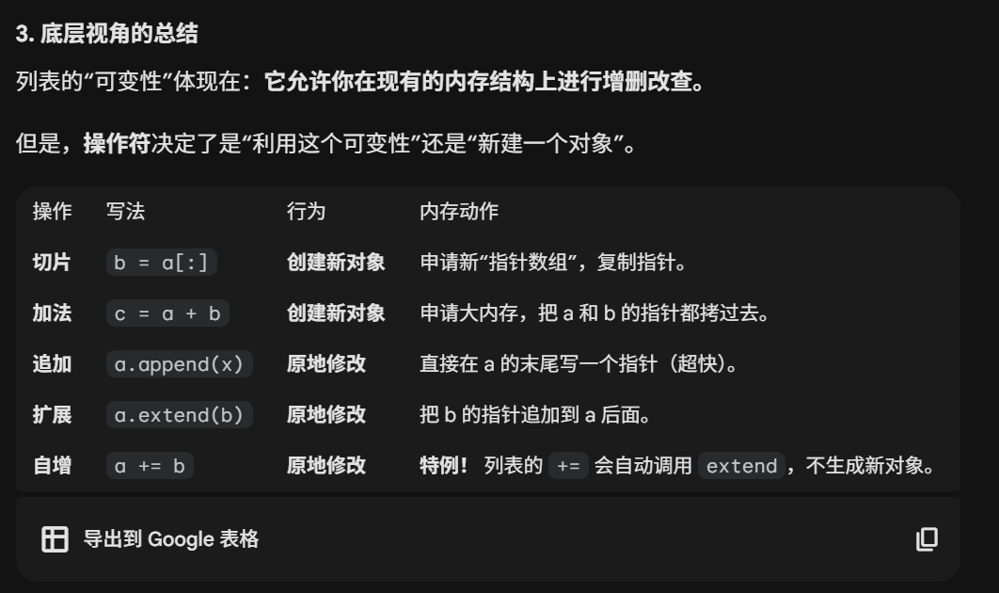 3. 底层视角的总结
列表的“可变性”体现在：它允许你在现有的内存结构上进行增删改查。
但是，操作符决定了是“利用这个可变性”还是“新建一个对象”。
操作 写法 行为 内存动作
切片 b = a[:] 创建新对象 申请新“指针数组”，复制指针。
加法 c = a + b 创建新对象 申请大内存，把 a 和 b 的指针都拷过去。
追加 a.append(x) 原地修改 直接在 a 的末尾写一个指针（超快）。
扩展 a.extend(b) 原地修改 把 b 的指针追加到 a 后面。
自增 a += b 原地修改 特例！ 列表的 += 会自动调用 extend，不生成新对象。
导出到 Google 表格